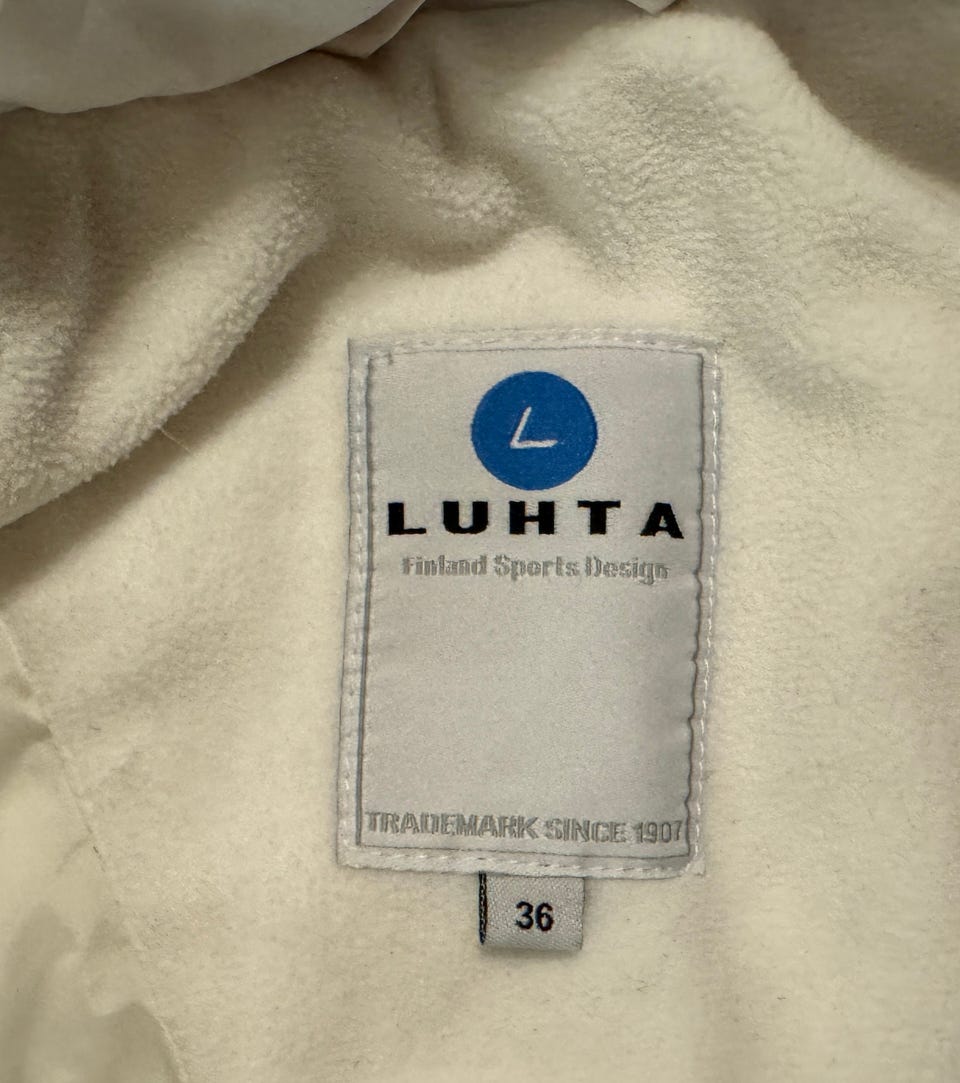 L
LUHTA
Finland Sports Design
TRADEMARK SINCE 1907
36